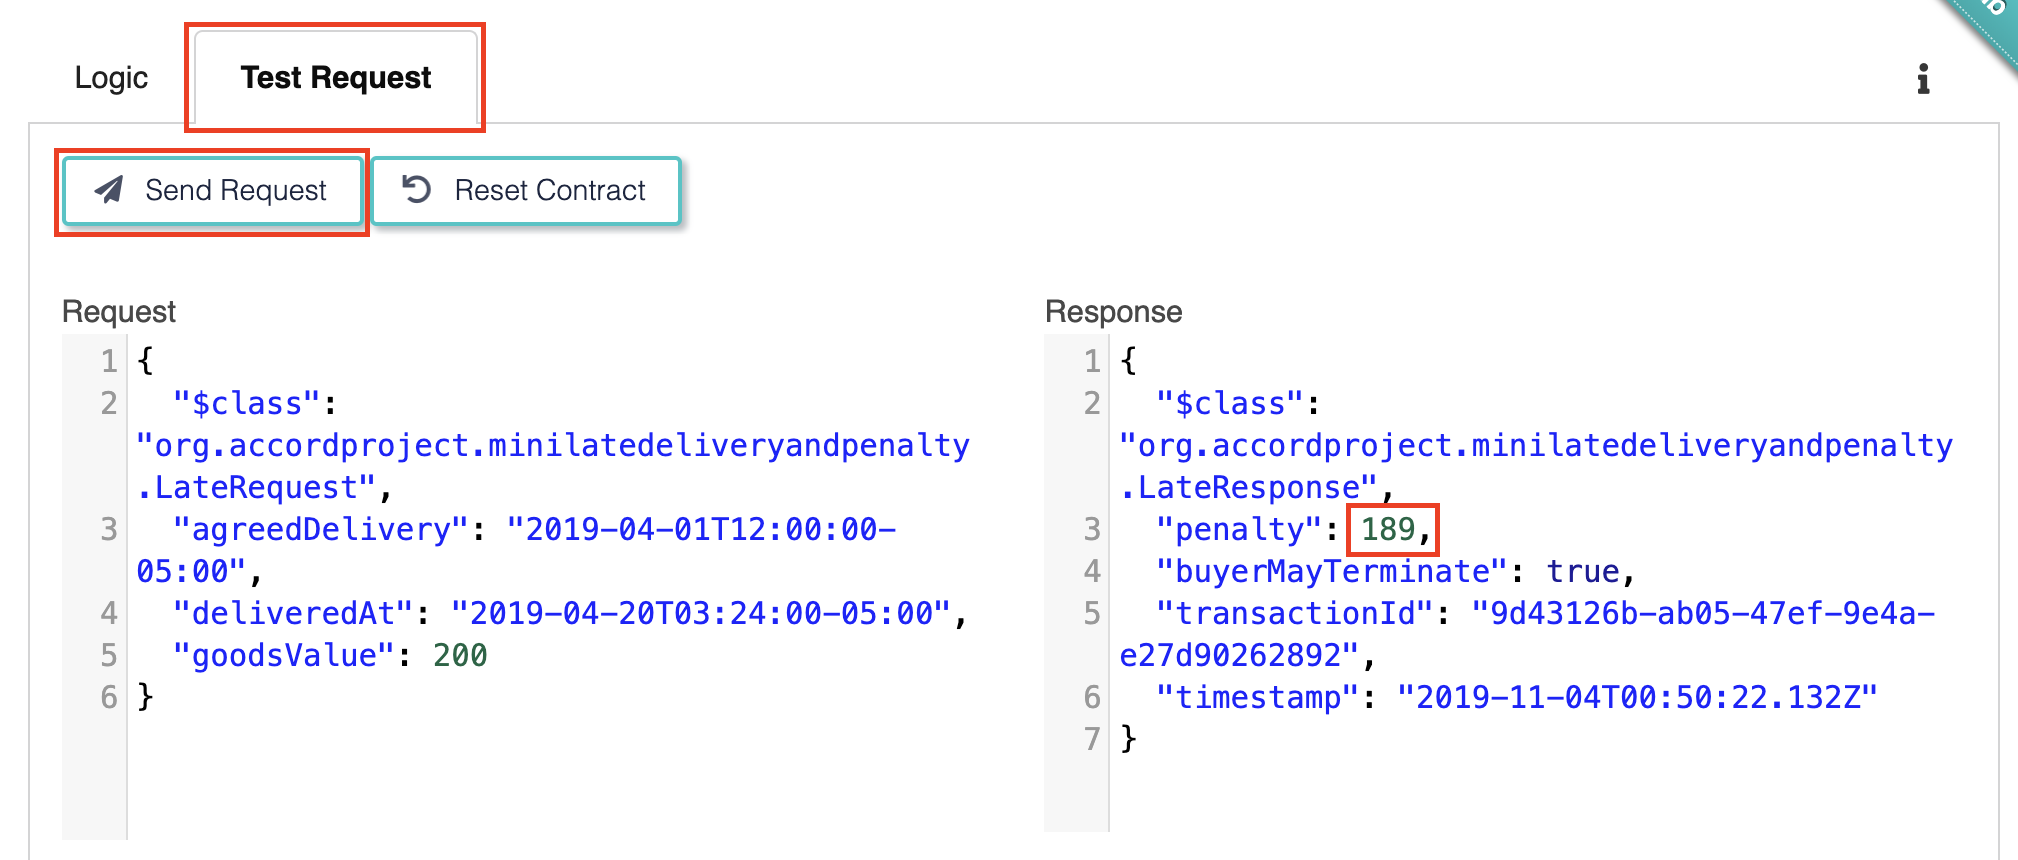 Logic
Test Request
Send Request
Reset Contract
Request
1 {
2 "$class":
"org.accordproject.minilatedeliveryandpenalty
.LateRequest",
3 "agreedDelivery": "2019-04-01T12:00:00-
05:00",
4 "deliveredAt": "2019-04-20T03:24:00-05:00",
5 "goodsValue": 200
6 }
Response
1 {
2 "$class":
"org.accordproject.minilatedeliveryandpenalty
.LateResponse",
3 "penalty": 189,
4 "buyerMayTerminate": true,
5 "transactionId": "9d43126b-ab05-47ef-9e4a-
e27d90262892",
6 "timestamp": "2019-11-04T00:50:22.132Z"
7 }